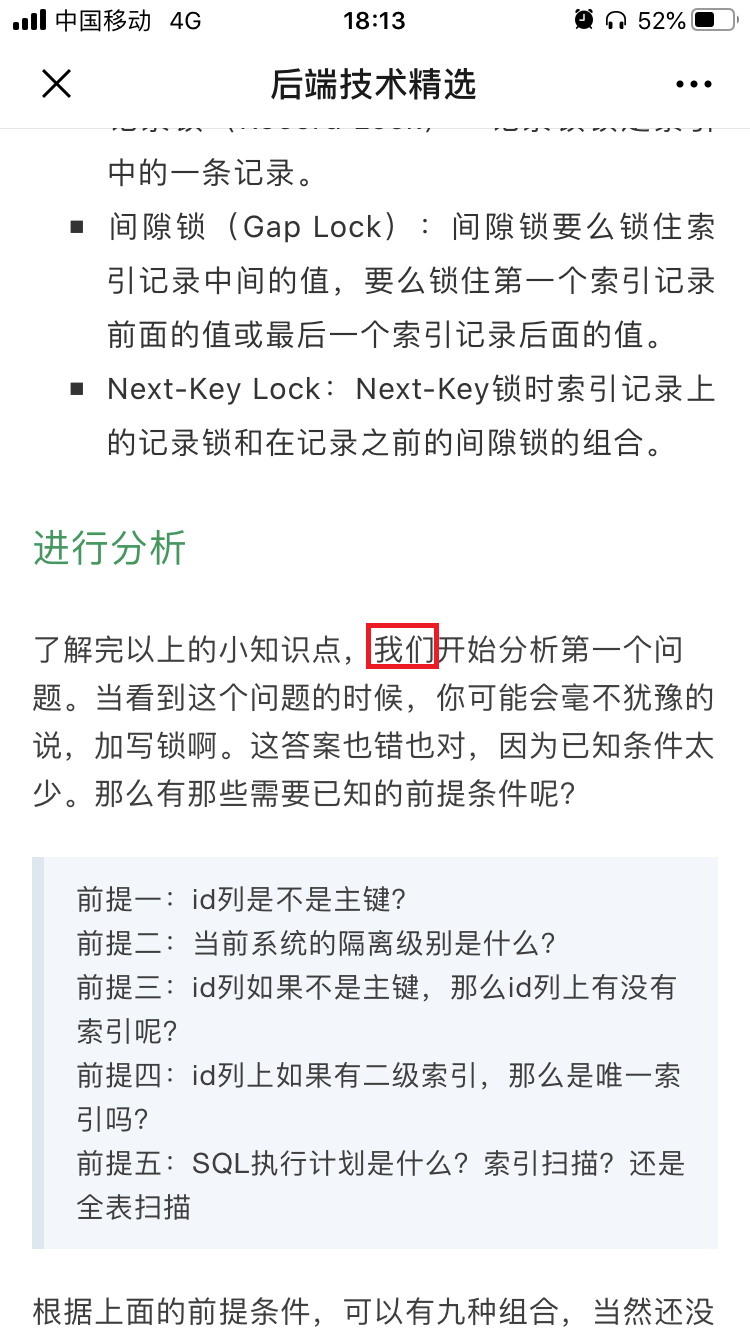 中国移动 4G 18:13 52%
后端技术精选
中的一条记录。
■ 间隙锁（Gap Lock）：间隙锁要么锁住索
引记录中间的值，要么锁住第一个索引记录
前面的值或最后一个索引记录后面的值。
■ Next-Key Lock：Next-Key锁时索引记录上
的记录锁和在记录之前的间隙锁的组合。
进行分析
了解完以上的小知识点，我们开始分析第一个问
题。当看到这个问题的时候，你可能会毫不犹豫的
说，加写锁啊。这答案也错也对，因为已知条件太
少。那么有那些需要已知的前提条件呢？
前提一：id列是不是主键？
前提二：当前系统的隔离级别是什么？
前提三：id列如果不是主键，那么id列上有没有
索引呢？
前提四：id列上如果有二级索引，那么是唯一索
引吗？
前提五：SQL执行计划是什么？索引扫描？还是
全表扫描
根据上面的前提条件，可以有九种组合，当然还没